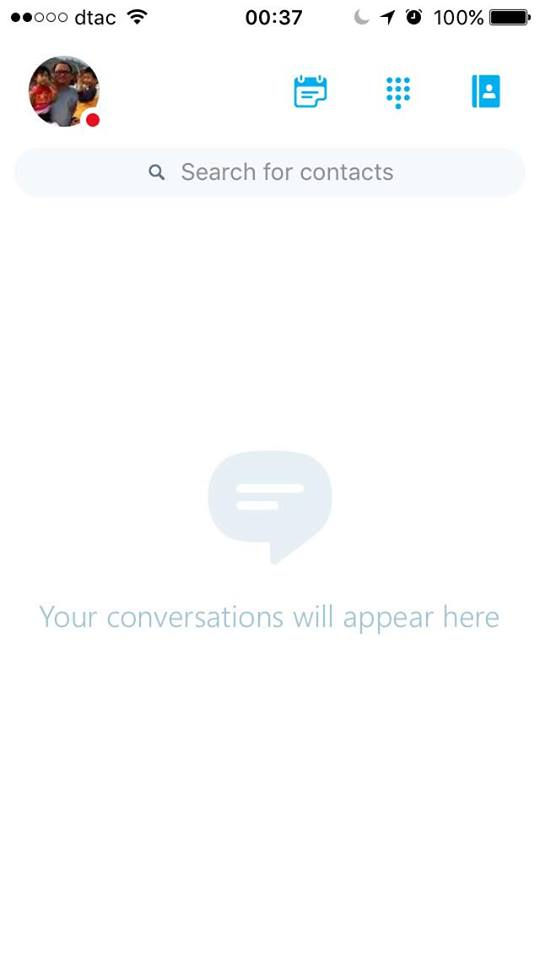 dtac 00:37 100%
Search for contacts
Your conversations will appear here